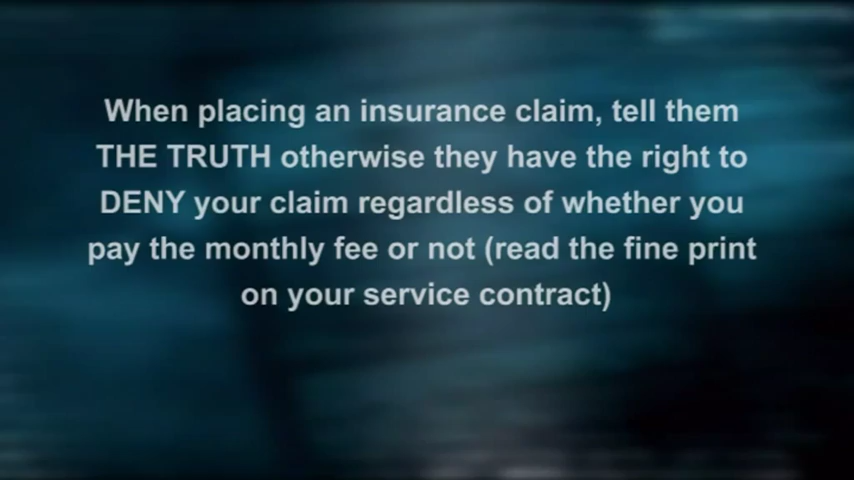 When placing an insurance claim, tell them
THE TRUTH otherwise they have the right to
DENY your claim regardless of whether you
pay the monthly fee or not (read the fine print
on your service contract)